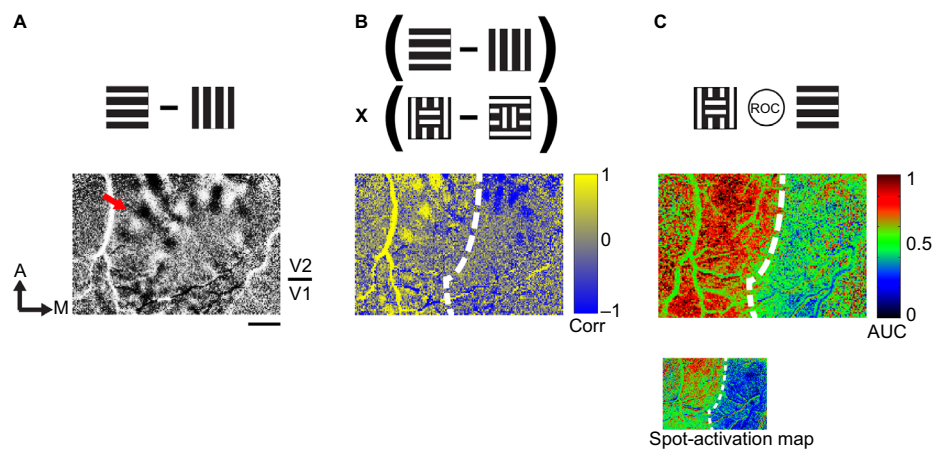 A
B
C
X
ROC
A
M
V2
V1
1
0
–1
Corr
1
0.5
0
AUC
Spot-activation map